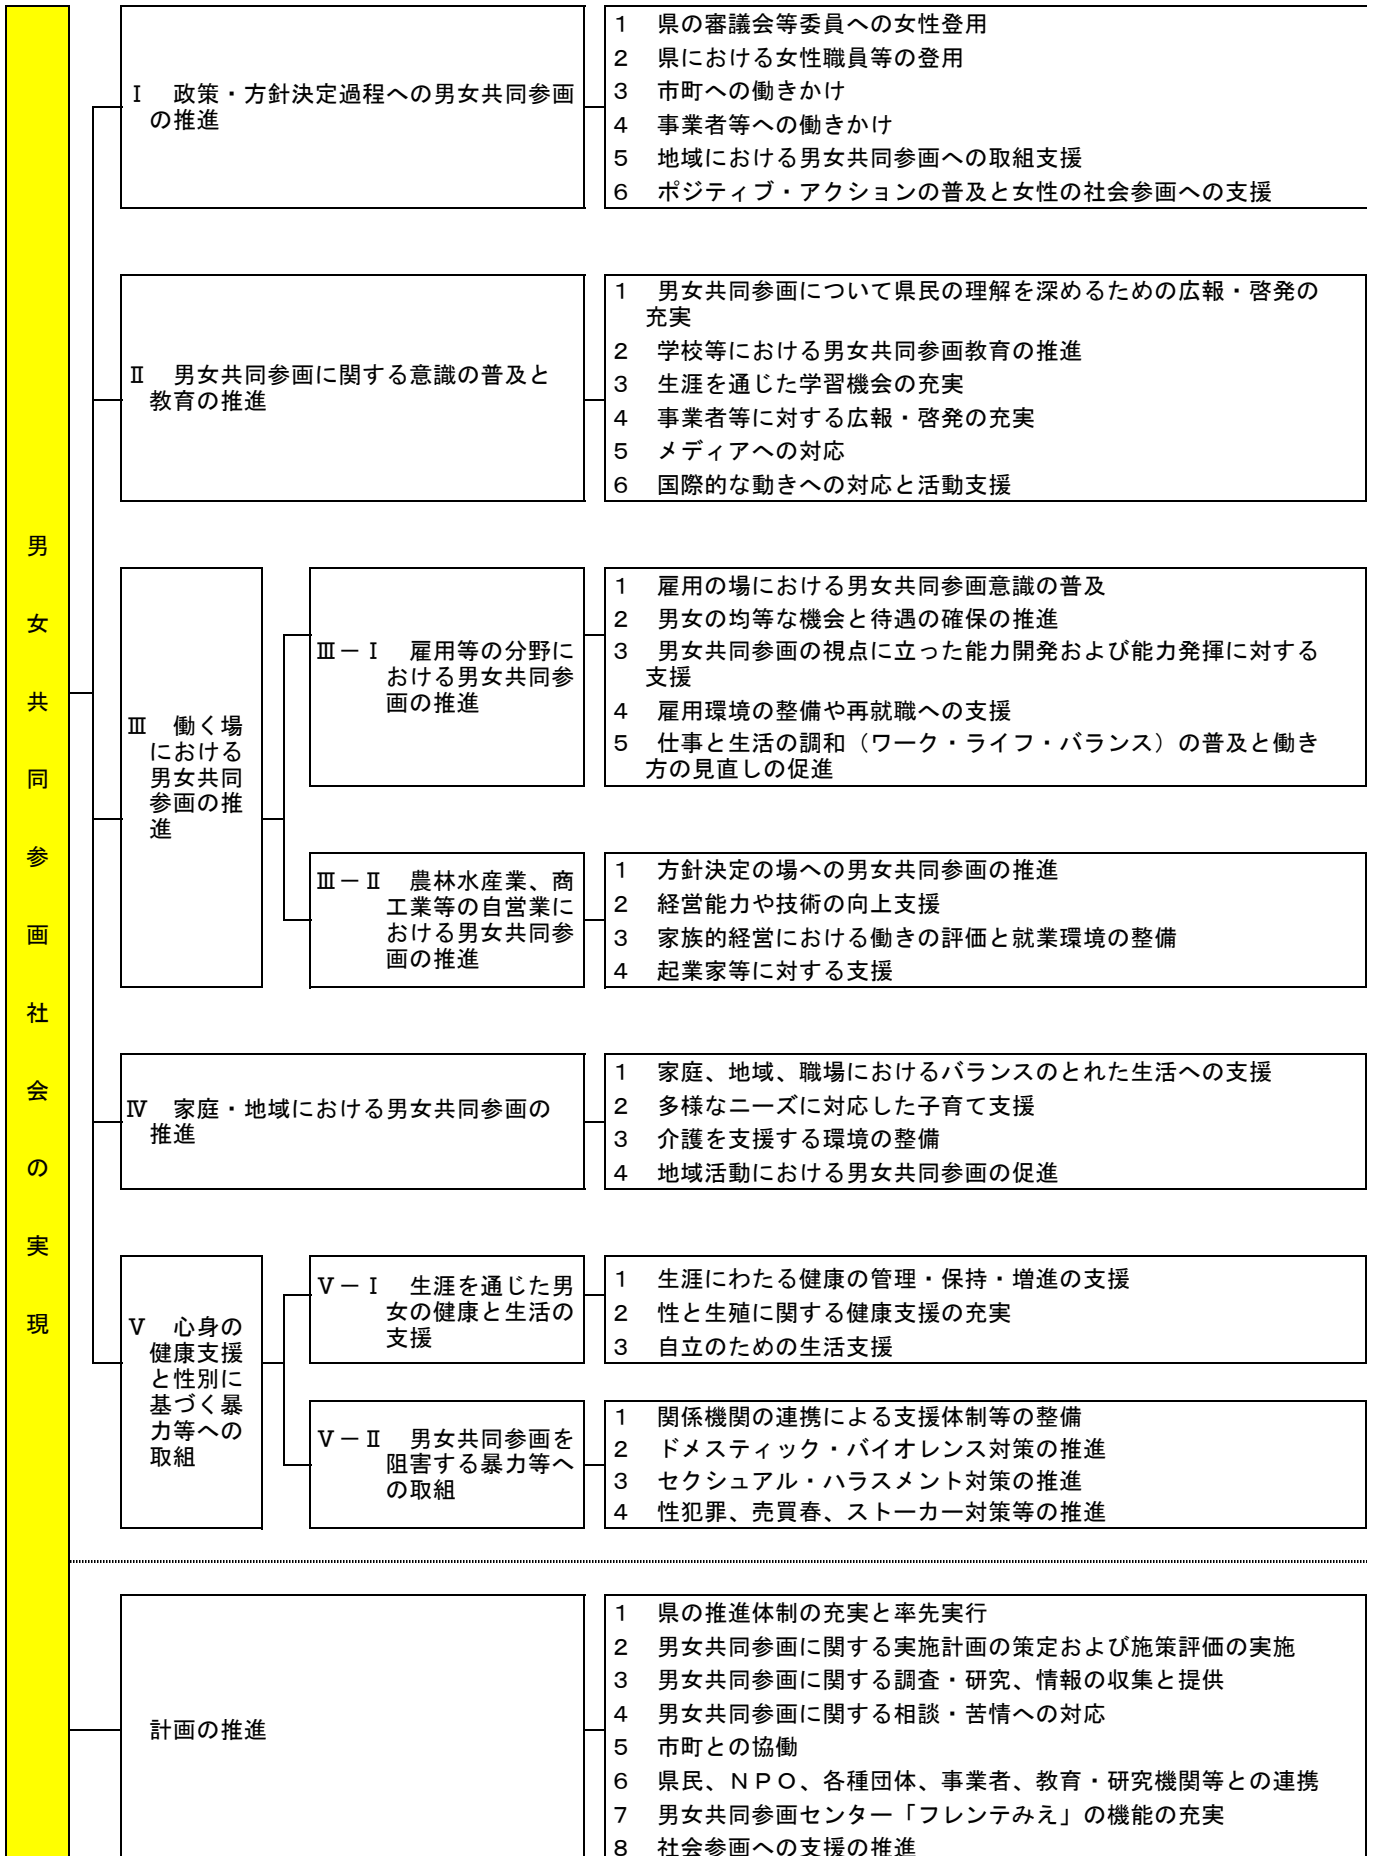 男女共同参画社会の実現
Ⅰ 政策・方針決定過程への男女共同参画
の推進
1 県の審議会等委員への女性登用
2 県における女性職員等の登用
3 市町への働きかけ
4 事業者等への働きかけ
5 地域における男女共同参画への取組支援
6 ポジティブ・アクションの普及と女性の社会参画への支援
Ⅱ 男女共同参画に関する意識の普及と
教育の推進
1 男女共同参画について県民の理解を深めるための広報・啓発の
充実
2 学校等における男女共同参画教育の推進
3 生涯を通じた学習機会の充実
4 事業者等に対する広報・啓発の充実
5 メディアへの対応
6 国際的な動きへの対応と活動支援
Ⅲ 働く場
における
男女共同
参画の推
進
Ⅲ－Ⅰ 雇用等の分野に
おける男女共同参
画の推進
1 雇用の場における男女共同参画意識の普及
2 男女の均等な機会と待遇の確保の推進
3 男女共同参画の視点に立った能力開発および能力発揮に対する
支援
4 雇用環境の整備や再就職への支援
5 仕事と生活の調和（ワーク・ライフ・バランス）の普及と働き
方の見直しの促進
Ⅲ－Ⅱ 農林水産業、商
工業等の自営業に
おける男女共同参
画の推進
1 方針決定の場への男女共同参画の推進
2 経営能力や技術の向上支援
3 家族的経営における働きの評価と就業環境の整備
4 起業家等に対する支援
Ⅳ 家庭・地域における男女共同参画の
推進
1 家庭、地域、職場におけるバランスのとれた生活への支援
2 多様なニーズに対応した子育て支援
3 介護を支援する環境の整備
4 地域活動における男女共同参画の促進
Ⅴ 心身の
健康支援
と性別に
基づく暴
力等への
取組
Ⅴ－Ⅰ 生涯を通じた男
女の健康と生活の
支援
1 生涯にわたる健康の管理・保持・増進の支援
2 性と生殖に関する健康支援の充実
3 自立のための生活支援
Ⅴ－Ⅱ 男女共同参画を
阻害する暴力等へ
の取組
1 関係機関の連携による支援体制等の整備
2 ドメスティック・バイオレンス対策の推進
3 セクシュアル・ハラスメント対策の推進
4 性犯罪、売買春、ストーカー対策等の推進
計画の推進
1 県の推進体制の充実と率先実行
2 男女共同参画に関する実施計画の策定および施策評価の実施
3 男女共同参画に関する調査・研究、情報の収集と提供
4 男女共同参画に関する相談・苦情への対応
5 市町との協働
6 県民、ＮＰＯ、各種団体、事業者、教育・研究機関等との連携
7 男女共同参画センター「フレンテみえ」の機能の充実
8 社会参画への支援の推進